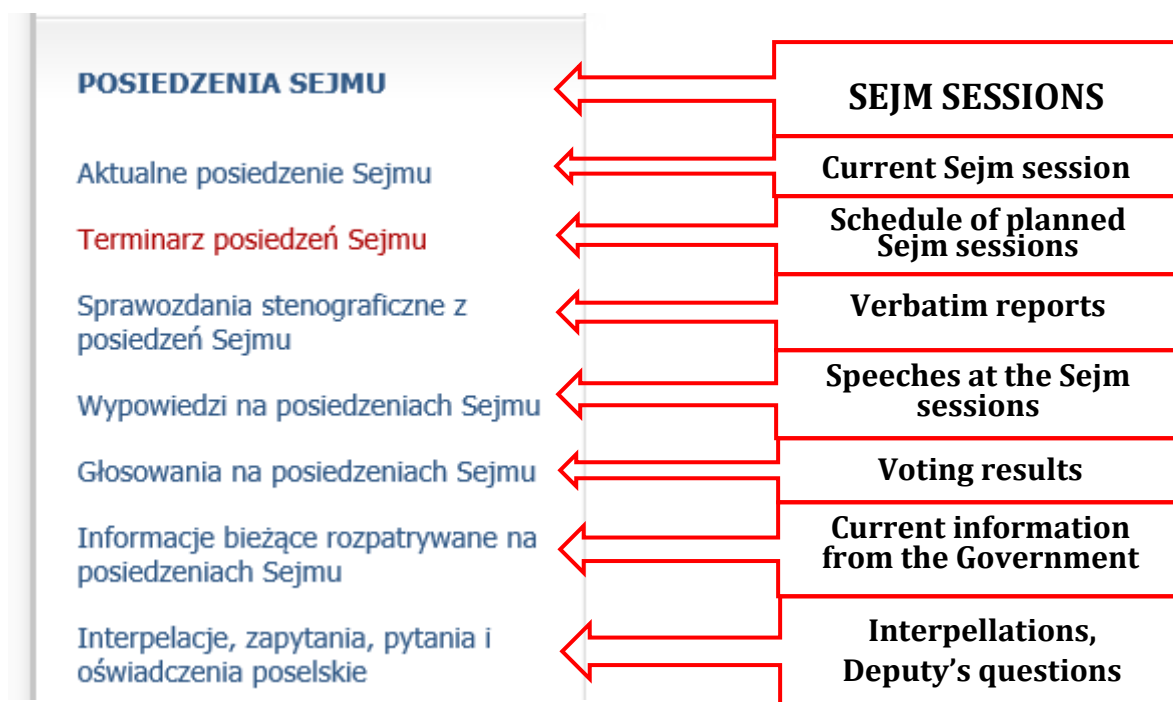 POSIEDZENIA SEJMU
SEJM SESSIONS
Aktualne posiedzenie Sejmu
Current Sejm session
Terminarz posiedzeń Sejmu
Schedule of planned
Sejm sessions
Sprawozdania stenograficzne z
posiedzeń Sejmu
Verbatim reports
Wypowiedzi na posiedzeniach Sejmu
Speeches at the Sejm
sessions
Głosowania na posiedzeniach Sejmu
Voting results
Informacje bieżące rozpatrywane na
posiedzeniach Sejmu
Current information
from the Government
Interpelacje, zapytania, pytania i
oświadczenia poselskie
Interpellations,
Deputy's questions